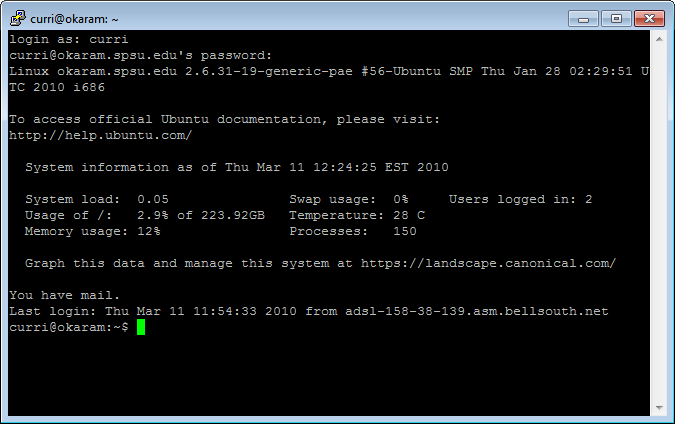 curri@okaram: ~
login as: curri
curri@okaram.spsu.edu's password:
Linux okaram.spsu.edu 2.6.31-19-generic-pae #56-Ubuntu SMP Thu Jan 28 02:29:51 U
TC 2010 i686
To access official Ubuntu documentation, please visit:
http://help.ubuntu.com/
System information as of Thu Mar 11 12:24:25 EST 2010
System load: 0.05 Swap usage: 0% Users logged in: 2
Usage of /: 2.9% of 223.92GB Temperature: 28 C
Memory usage: 12% Processes: 150
Graph this data and manage this system at https://landscape.canonical.com/
You have mail.
Last login: Thu Mar 11 11:54:33 2010 from adsl-158-38-139.asm.bellsouth.net
curri@okaram:~$